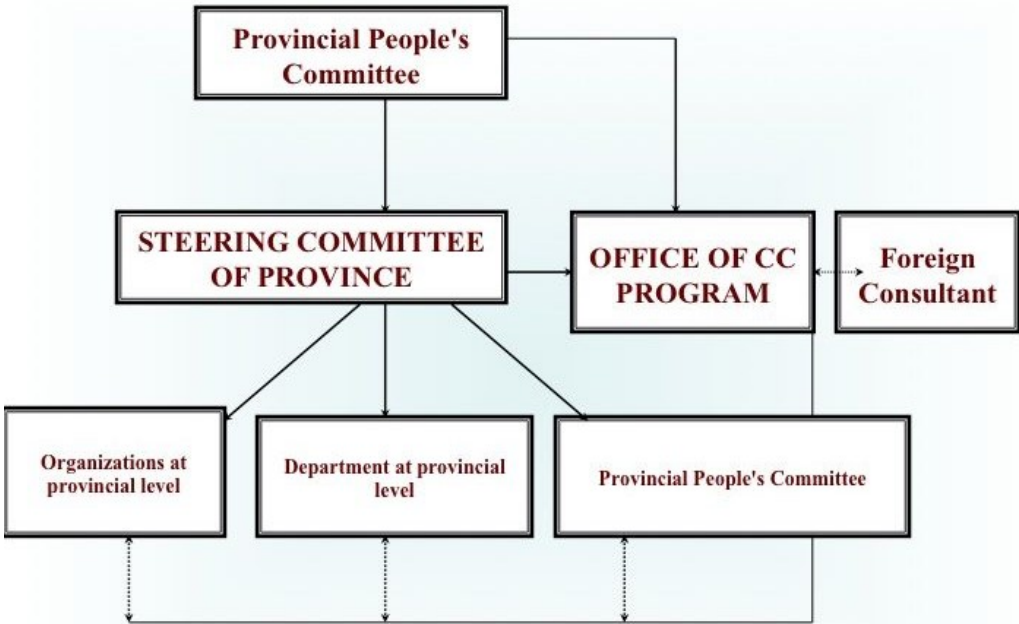 Provincial People's
Committee
STEERING COMMITTEE
OF PROVINCE
OFFICE OF CC
PROGRAM
Foreign
Consultant
Organizations at
provincial level
Department at provincial
level
Provincial People's Committee